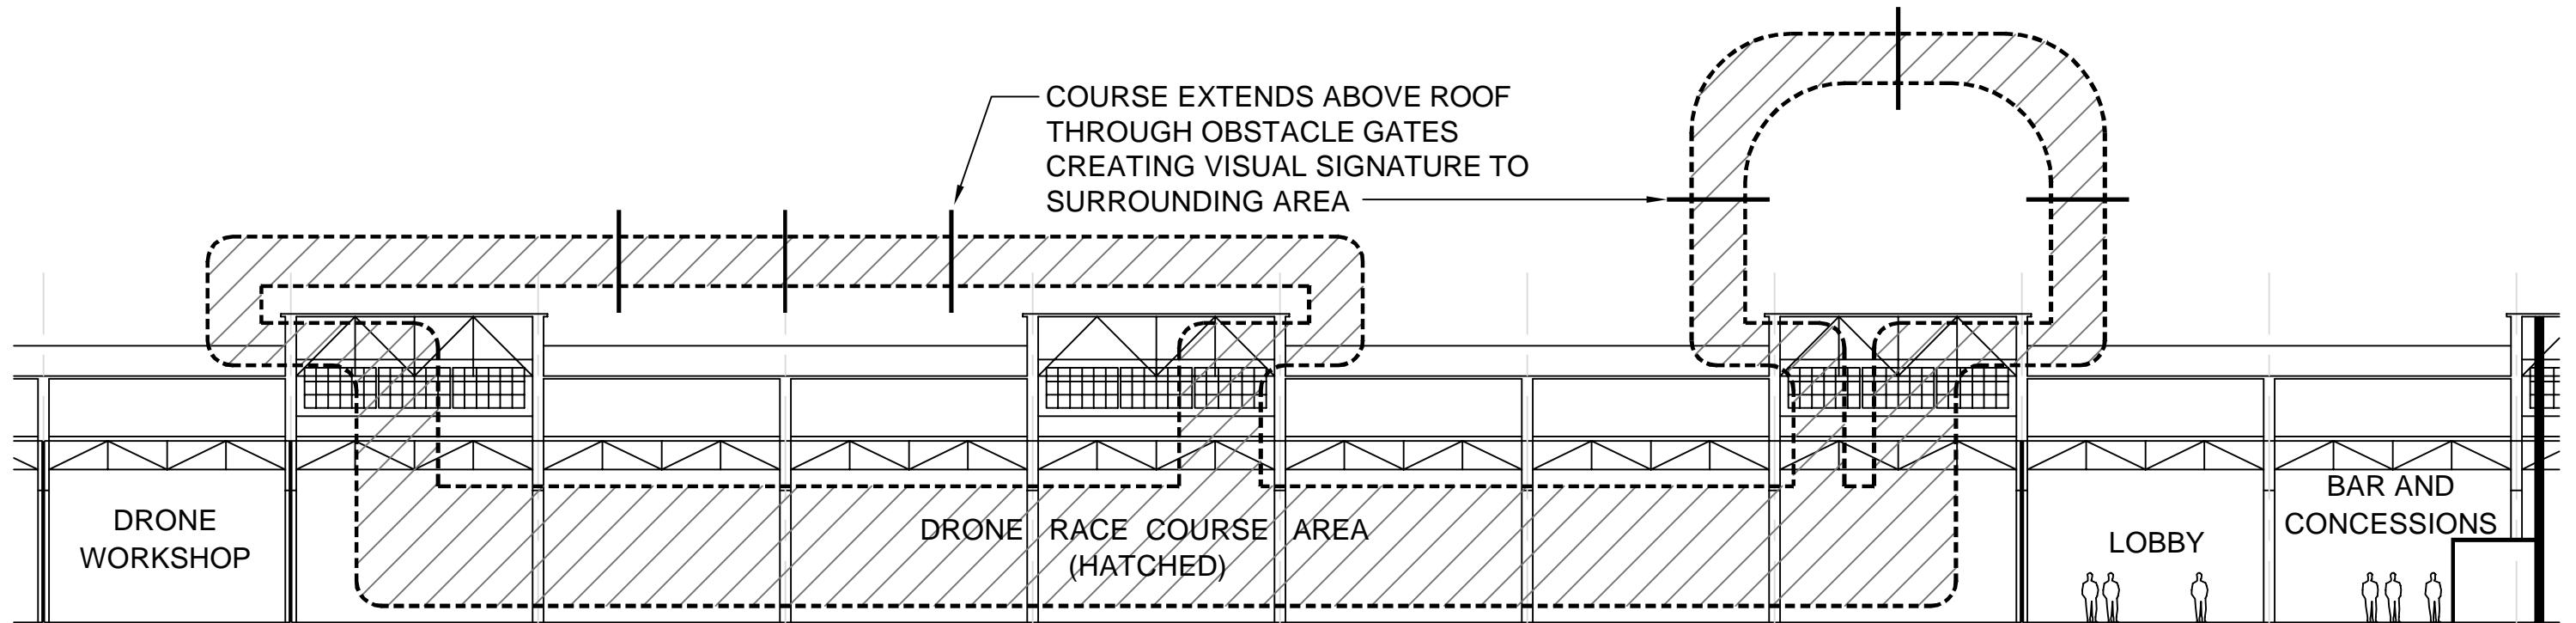 COURSE EXTENDS ABOVE ROOF
THROUGH OBSTACLE GATES
CREATING VISUAL SIGNATURE TO
SURROUNDING AREA
DRONE
WORKSHOP
DRONE RACE COURSE AREA
(HATCHED)
LOBBY
BAR AND
CONCESSIONS